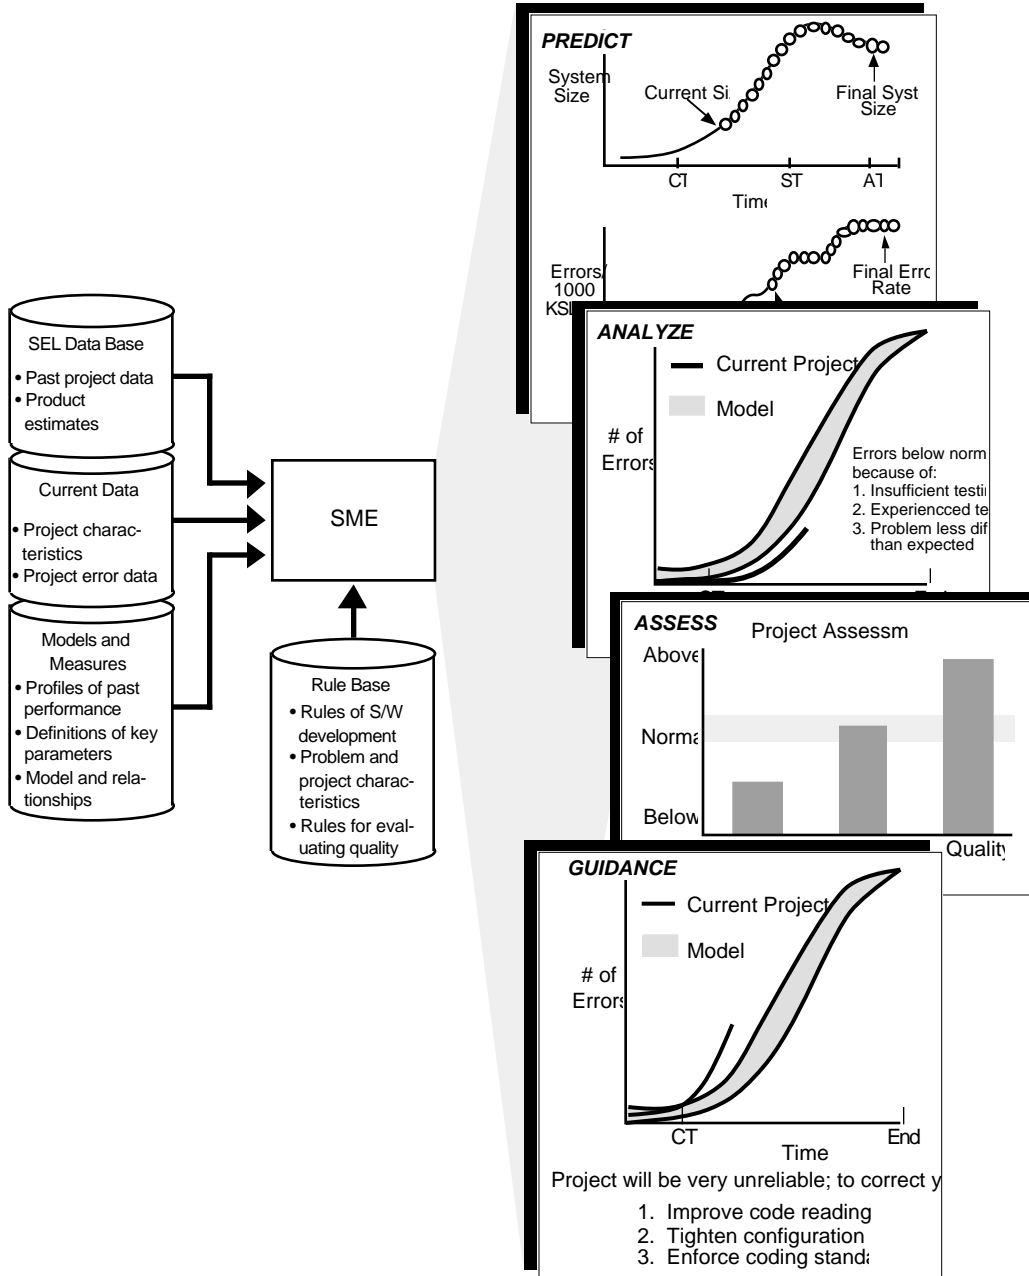 SEL Data Base
• Past project data
• Product
estimates
Current Data
• Project charac-
teristics
• Project error data
Models and
Measures
• Profiles of past
performance
• Definitions of key
parameters
• Model and rela-
tionships
SME
Rule Base
• Rules of S/W
development
• Problem and
project charac-
teristics
• Rules for eval-
uating quality
PREDICT
System
Size
Current Si
Final Syst
Size
CT
ST
AT
Time
Errors/
1000
KSL
Final Erro
Rate
ANALYZE
Current Project
Model
# of
Errors
Errors below norm
because of:
1. Insufficient testi
2. Experiencced te
3. Problem less dif
than expected
CT
ASSESS
Project Assessm
Above
Norma
Below
Quality
GUIDANCE
Current Project
Model
# of
Errors
CT
End
Time
Project will be very unreliable; to correct y
1. Improve code reading
2. Tighten configuration
3. Enforce coding standa